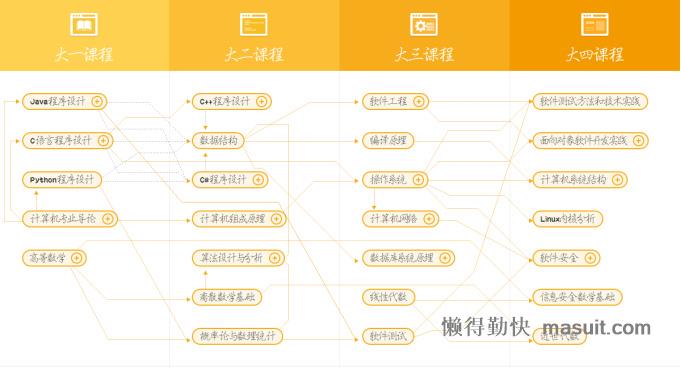 大一课程
大二课程
大三课程
大四课程
Java程序设计
C++程序设计
软件工程
软件测试方法和技术实践
C语言程序设计
数据结构
编译原理
面向对象软件开发实践
Python程序设计
C#程序设计
操作系统
计算机系统结构
计算机专业导论
计算机组成原理
计算机网络
Linux内核分析
高等数学
算法设计与分析
数据库系统原理
软件安全
离散数学基础
线性代数
信息安全数学基础
概率论与数理统计
软件测试
近世代数
懒得勤快 masuit.com